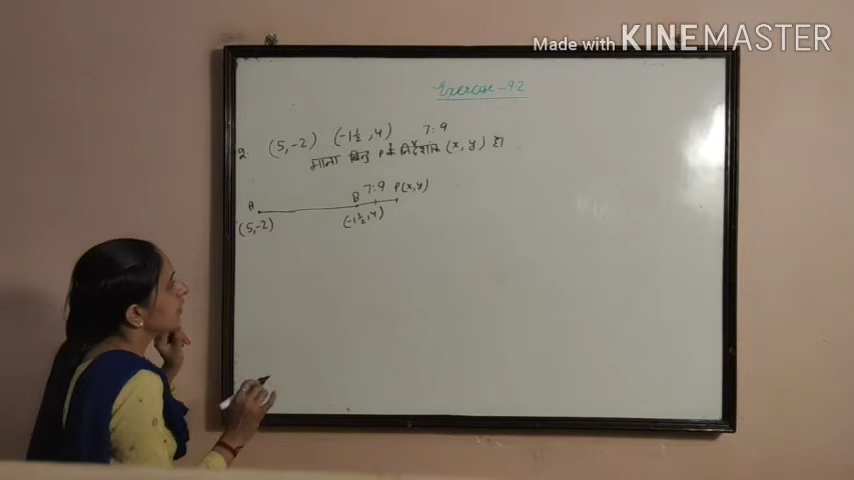 Made with KINEMASTER
Exercise - 9.2
2. (5, -2) (-1½, 4) 7:9
माना बिन्दु P के निर्देशांक (x, y) है।
7:9 P(x, y)
A B
(5, -2) (-1½, 4)